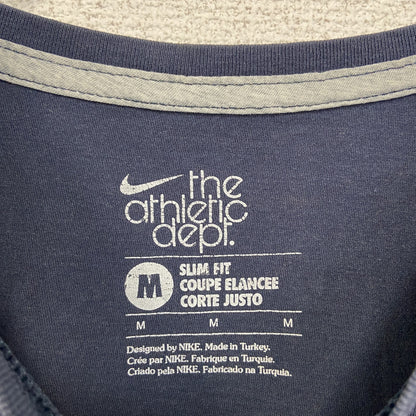 the
athletic
dept.
M
SLIM FIT
COUPE ELANCEE
CORTE JUSTO
M M M
Designed by NIKE. Made in Turkey.
Crée par NIKE. Fabrique en Turquie.
Criado pela NIKE. Fabricado na Turquia.